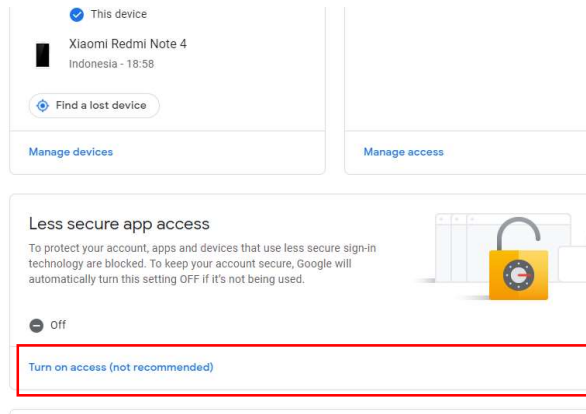 This device
Xiaomi Redmi Note 4
Indonesia - 18:58
Find a lost device
Manage devices
Manage access
Less secure app access
To protect your account, apps and devices that use less secure sign-in
technology are blocked. To keep your account secure, Google will
automatically turn this setting OFF if it's not being used.
Off
Turn on access (not recommended)